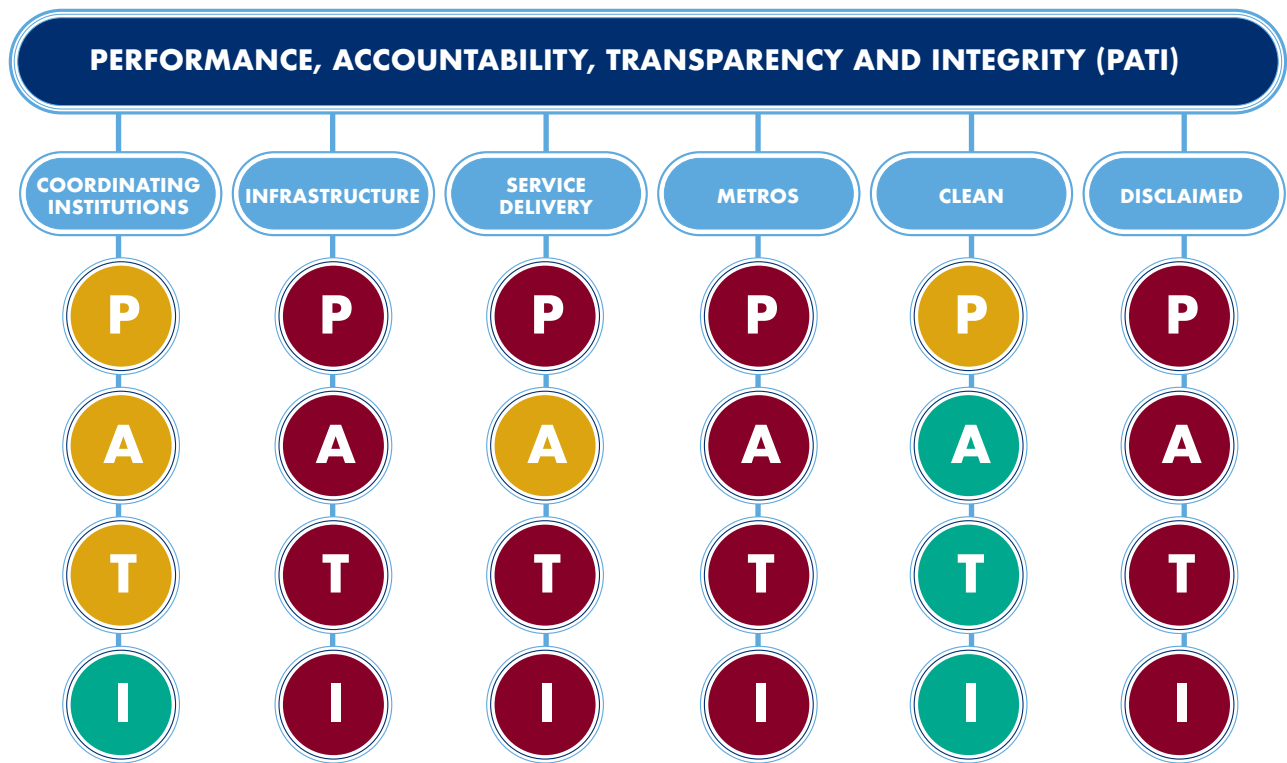 PERFORMANCE, ACCOUNTABILITY, TRANSPARENCY AND INTEGRITY (PATI)
COORDINATING
INSTITUTIONS
INFRASTRUCTURE
SERVICE
DELIVERY
METROS
CLEAN
DISCLAIMED
P P P P P P
A A A A A A
T T T T T T
I I I I I I